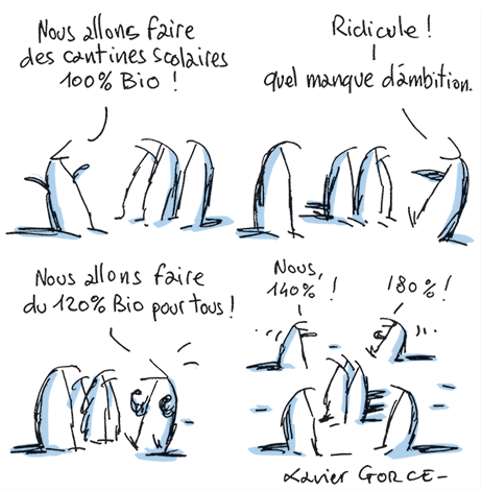 Nous allons faire
des cantines scolaires
100% Bio !
Ridicule !
quel manque d'ambition.
Nous allons faire
du 120% Bio pour tous !
Nous,
140% !
180% !
Xavier GORCE-